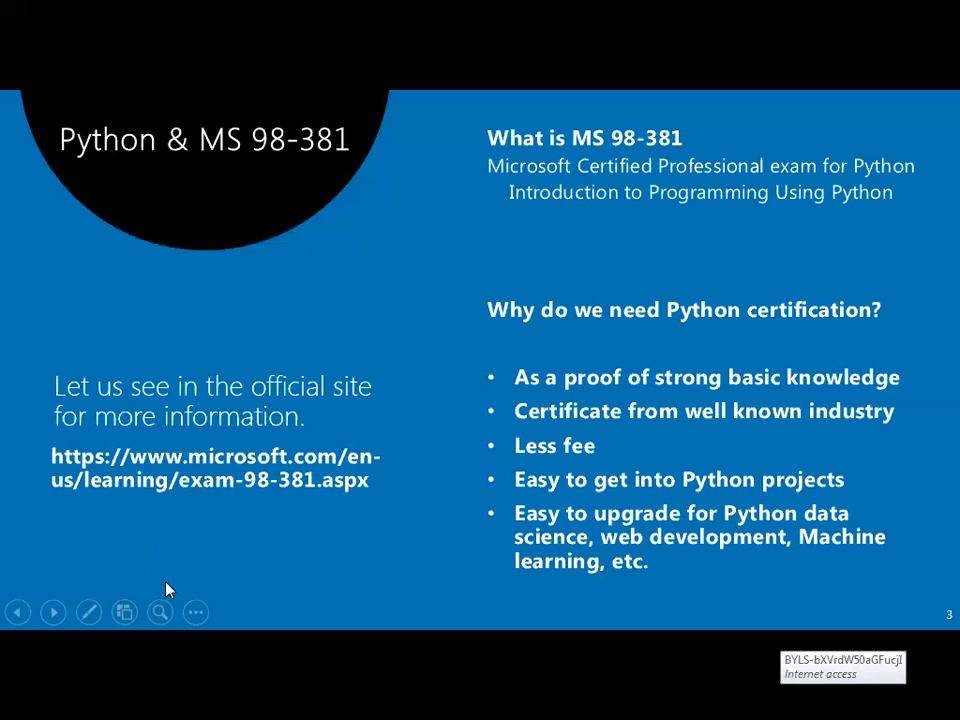 Python & MS 98-381
Let us see in the official site
for more information.
https://www.microsoft.com/en-
us/learning/exam-98-381.aspx
What is MS 98-381
Microsoft Certified Professional exam for Python
Introduction to Programming Using Python
Why do we need Python certification?
• As a proof of strong basic knowledge
• Certificate from well known industry
• Less fee
• Easy to get into Python projects
• Easy to upgrade for Python data
science, web development, Machine
learning, etc.
3
BYLS-bXVrdW50aGFucjI
Internet access